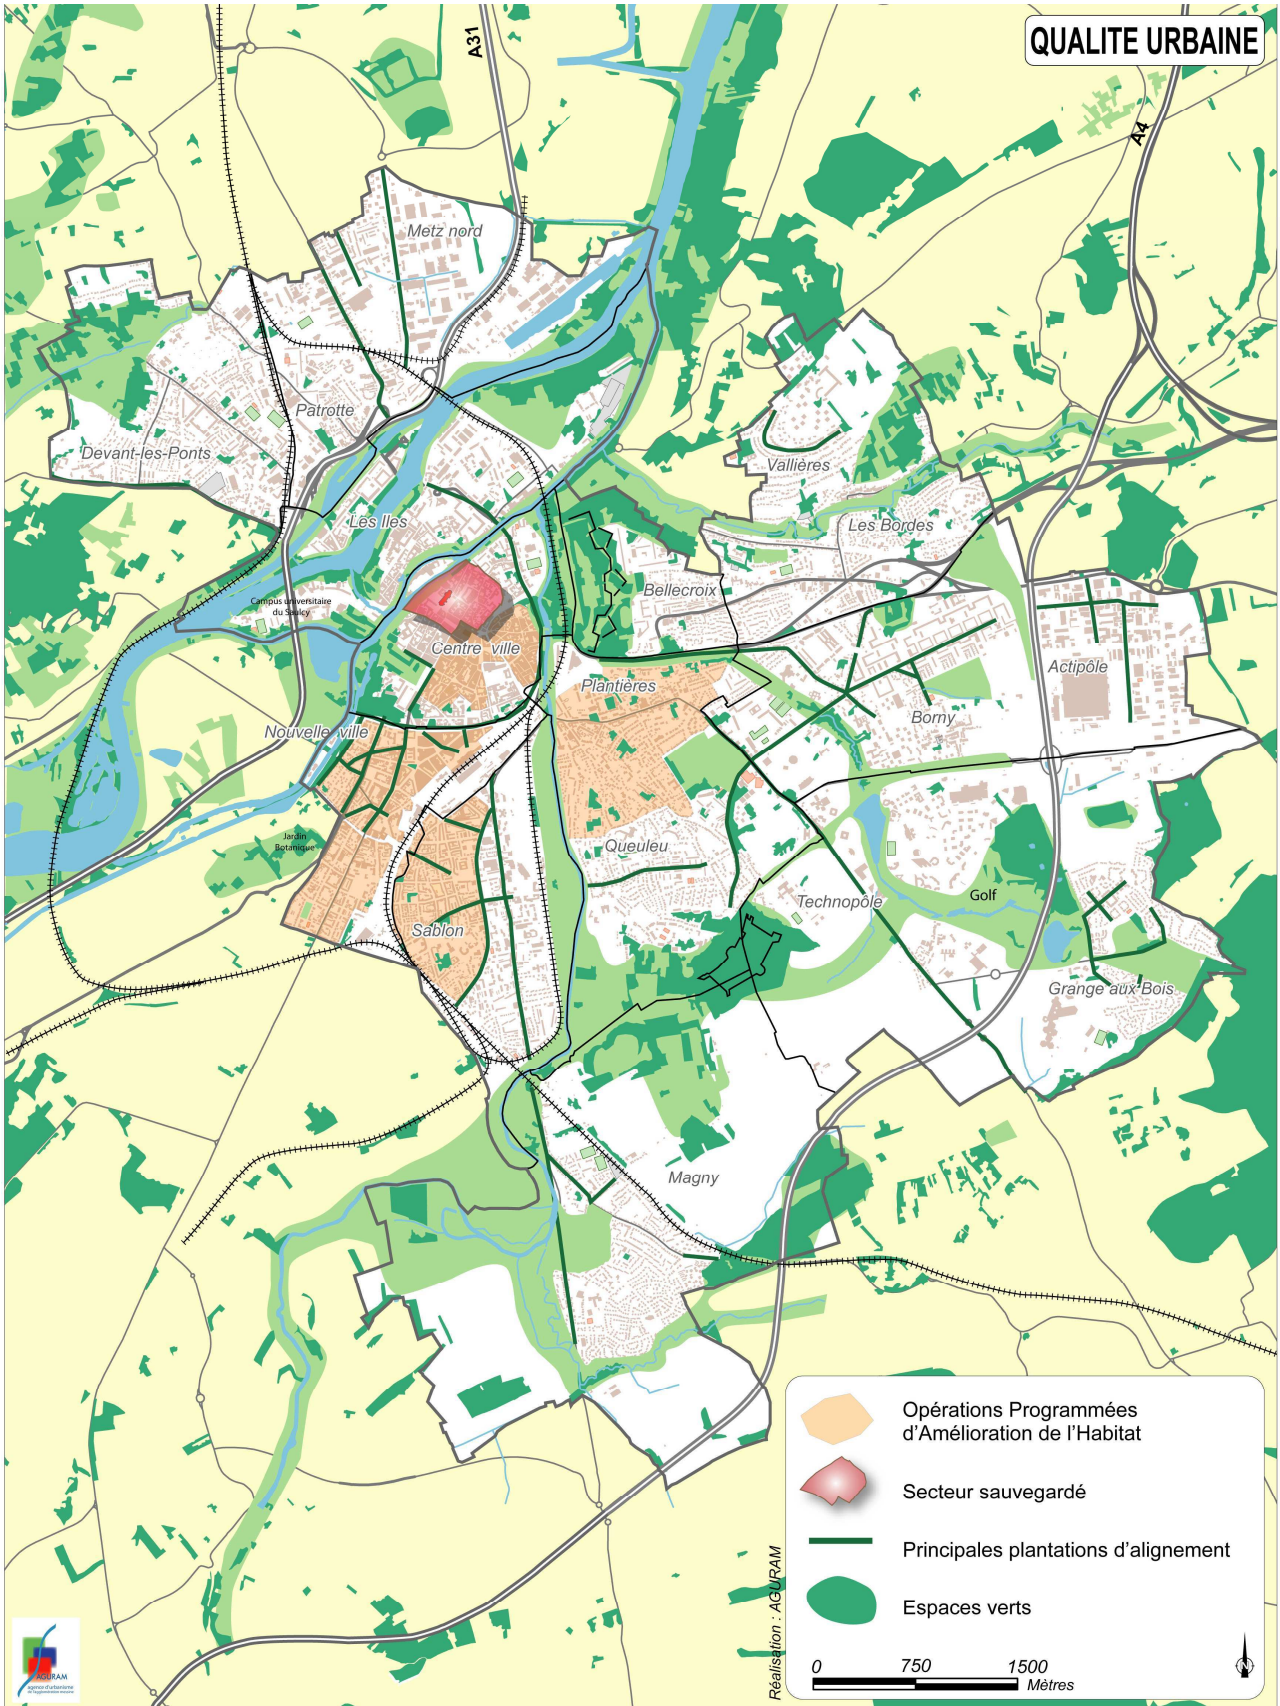 QUALITE URBAINE
A31
A4
Metz nord
Patrotte
Devant-les-Ponts
Vallières
Les Bordes
Les Iles
Bellecroix
Campus universitaire
du Saulcy
Centre ville
Plantières
Actipôle
Borny
Nouvelle ville
Jardin
Botanique
Queuleu
Technopôle
Golf
Sablon
Grange aux Bois
Magny
Opérations Programmées
d'Amélioration de l'Habitat
Secteur sauvegardé
Principales plantations d'alignement
Espaces verts
0 750 1500
Mètres
N
Réalisation : AGURAM
AGURAM
agence d'urbanisme